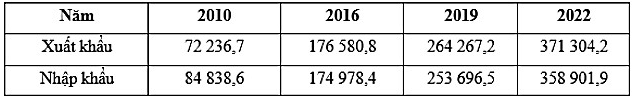 Năm 2010 2016 2019 2022
Xuất khẩu 72 236,7 176 580,8 264 267,2 371 304,2
Nhập khẩu 84 838,6 174 978,4 253 696,5 358 901,9